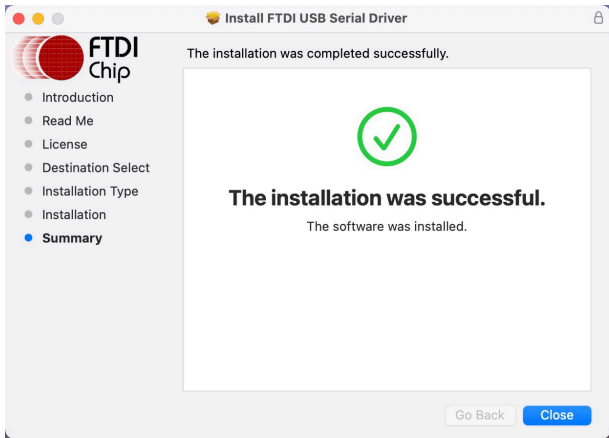 Install FTDI USB Serial Driver
FTDI
Chip
The installation was completed successfully.
Introduction
Read Me
License
Destination Select
Installation Type
Installation
Summary
The installation was successful.
The software was installed.
Go Back
Close